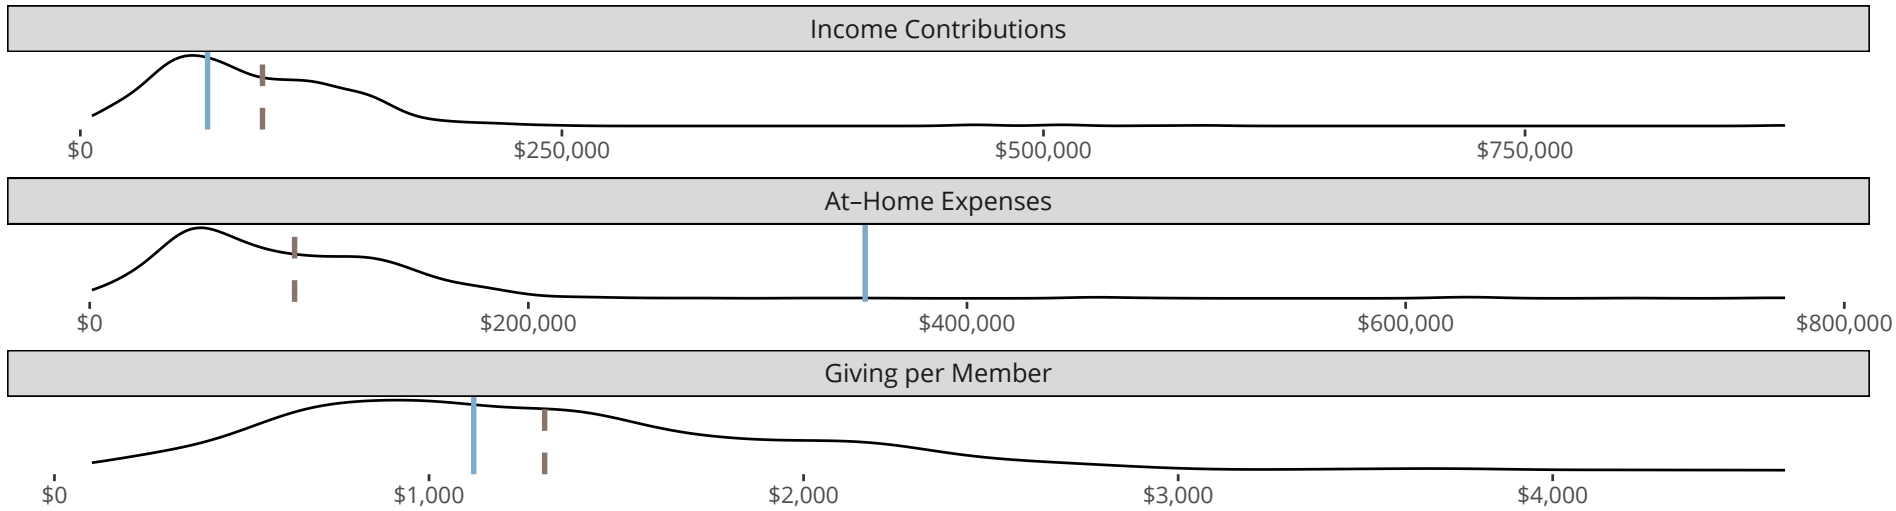 Income Contributions
$0 $250,000 $500,000 $750,000
At–Home Expenses
$0 $200,000 $400,000 $600,000 $800,000
Giving per Member
$0 $1,000 $2,000 $3,000 $4,000